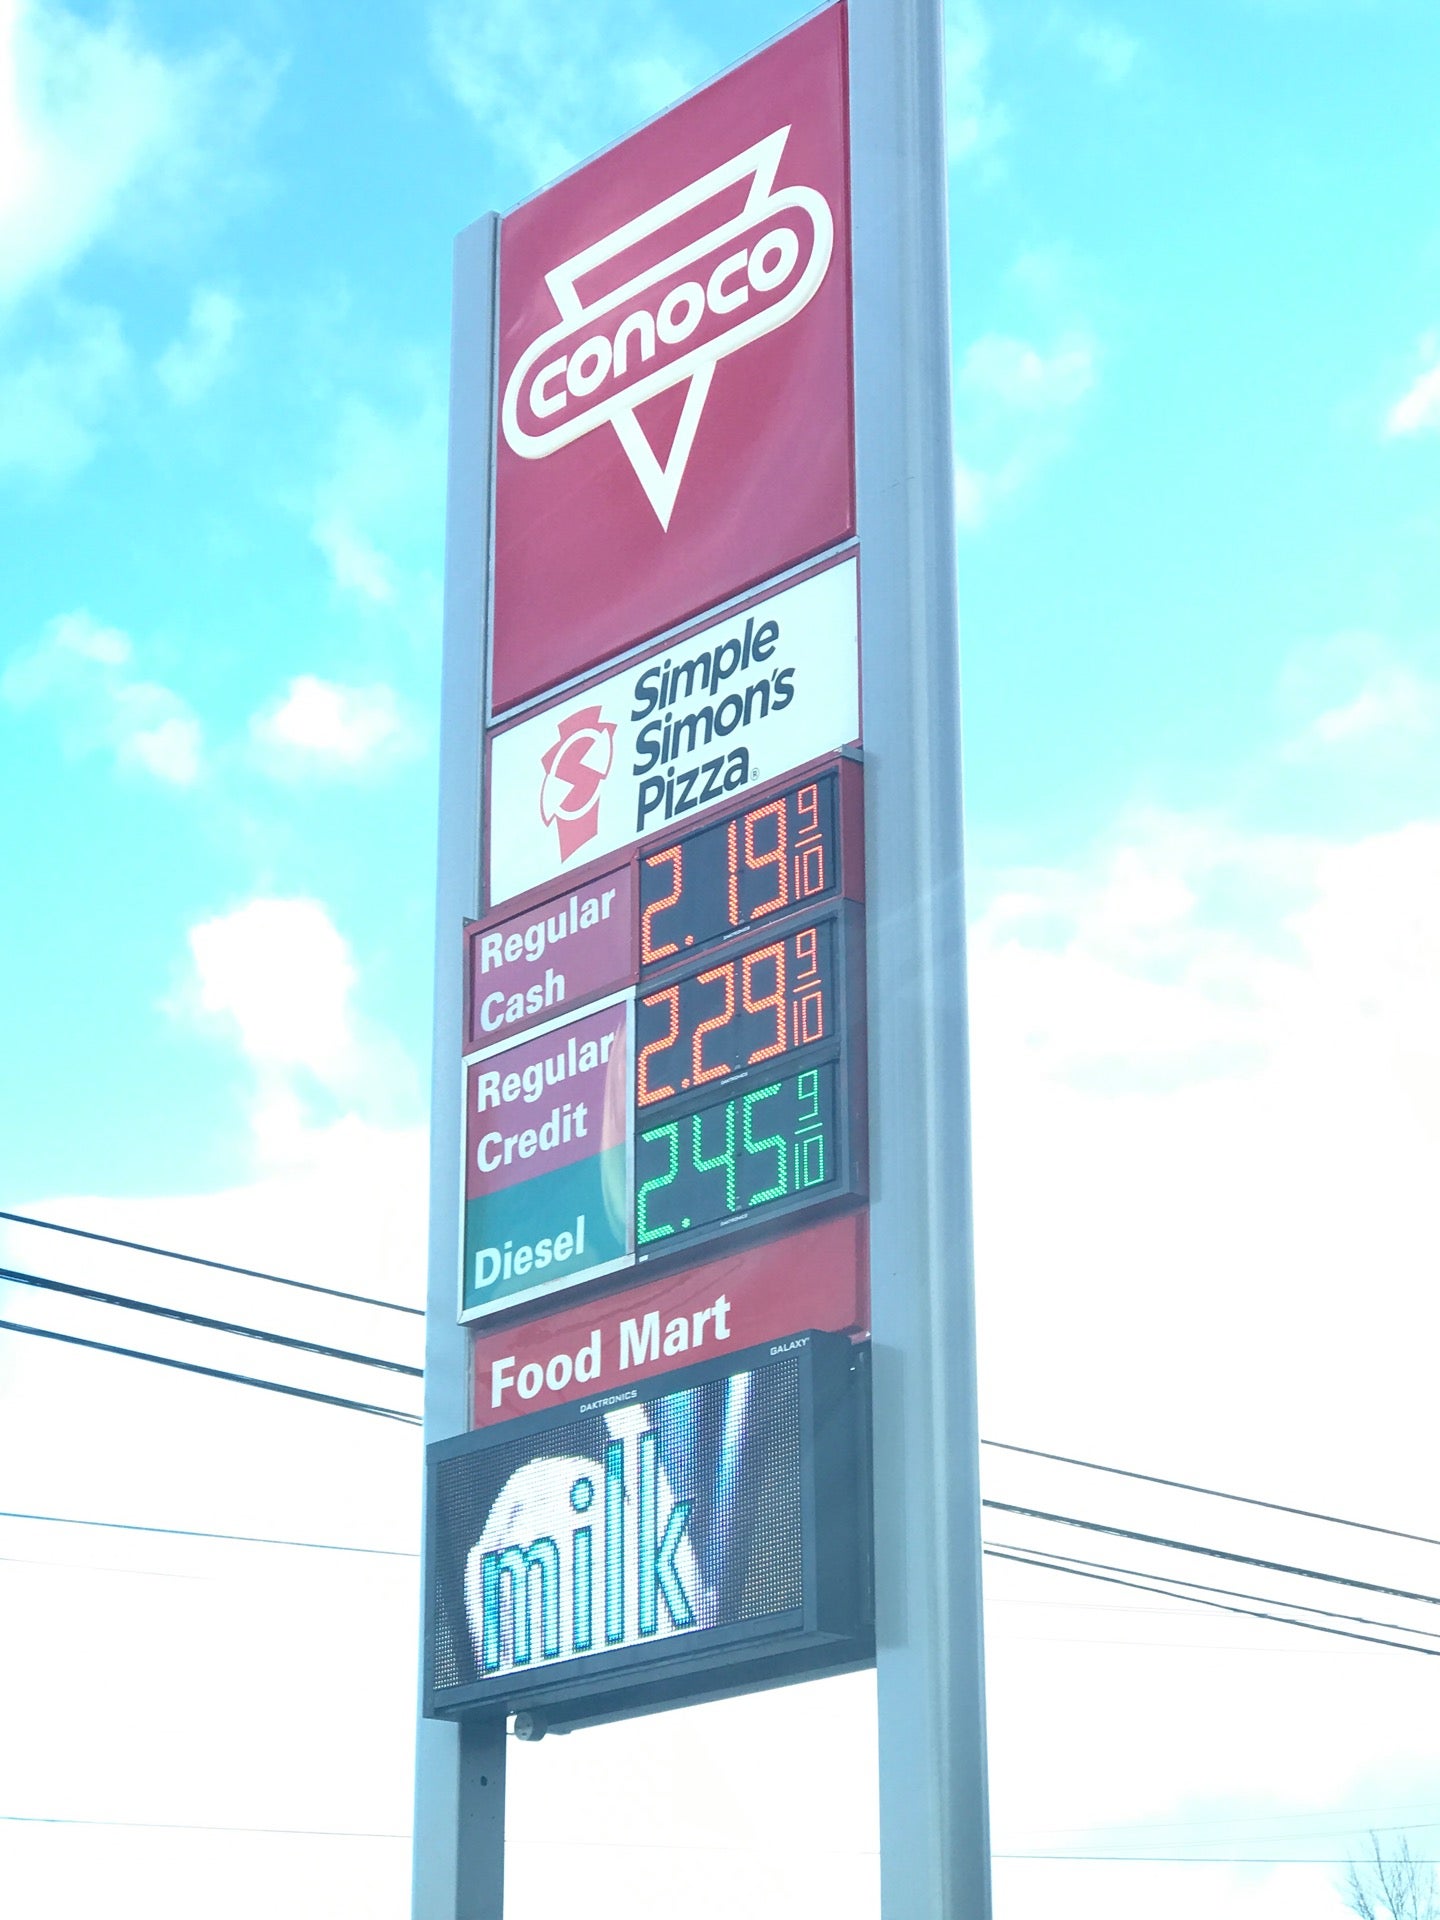 conoco
Simple
Simon's
Pizza®
Regular
Cash
2.19 9/10
Regular
Credit
2.29 9/10
Diesel
2.45 9/10
Food Mart
DAKTRONICS GALAXY
milk